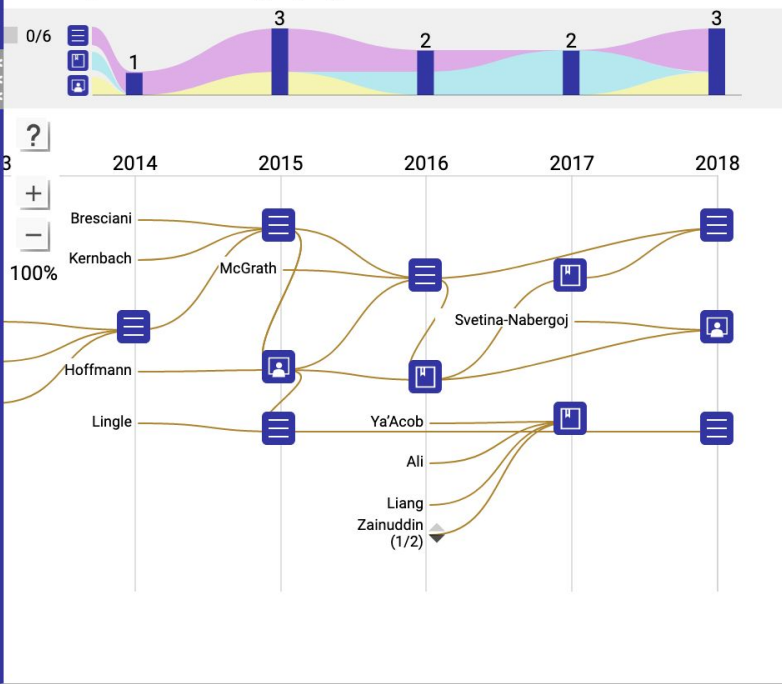 3
3
0/6
2
2
1
?
3
2014
2015
2016
2017
2018
+
Bresciani
−
Kernbach
McGrath
100%
Svetina-Nabergoj
Hoffmann
Lingle
Ya'Acob
Ali
Liang
Zainuddin
(1/2)